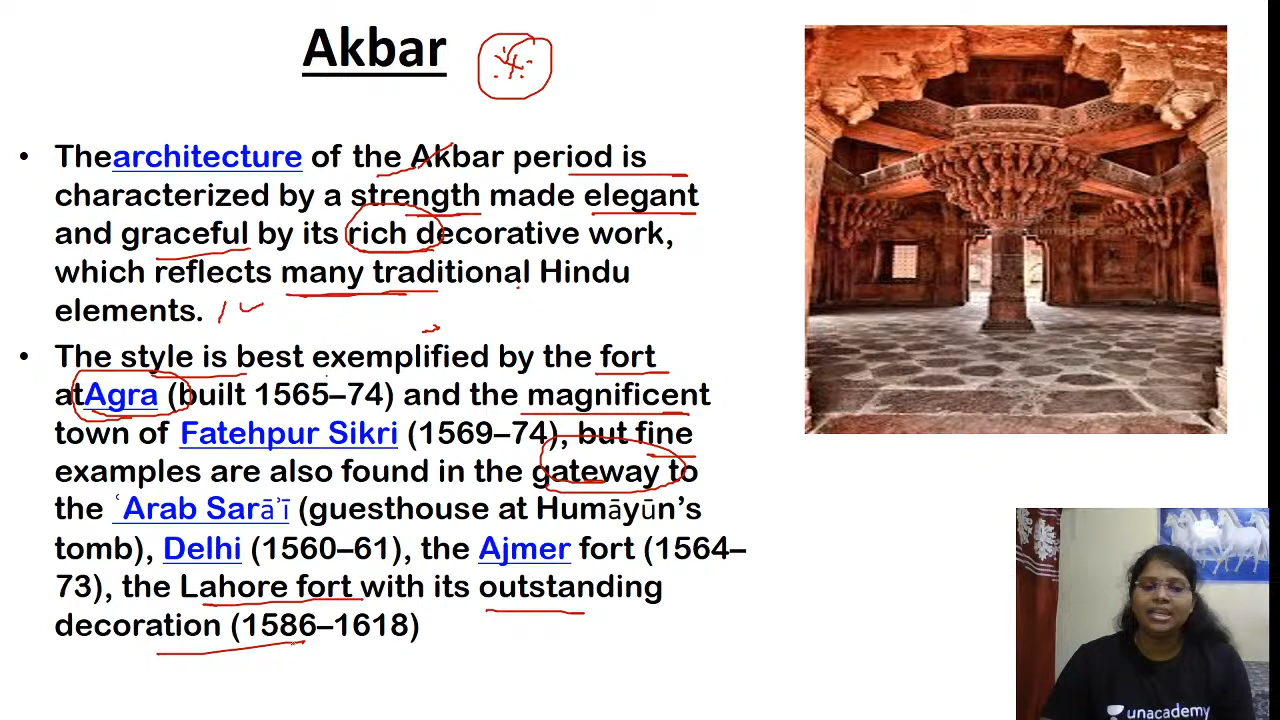 Akbar
• Thearchitecture of the Akbar period is
characterized by a strength made elegant
and graceful by its rich decorative work,
which reflects many traditional Hindu
elements.
• The style is best exemplified by the fort
atAgra (built 1565–74) and the magnificent
town of Fatehpur Sikri (1569–74), but fine
examples are also found in the gateway to
the ʿArab Sarāʾī (guesthouse at Humāyūn’s
tomb), Delhi (1560–61), the Ajmer fort (1564–
73), the Lahore fort with its outstanding
decoration (1586–1618)
unacademy